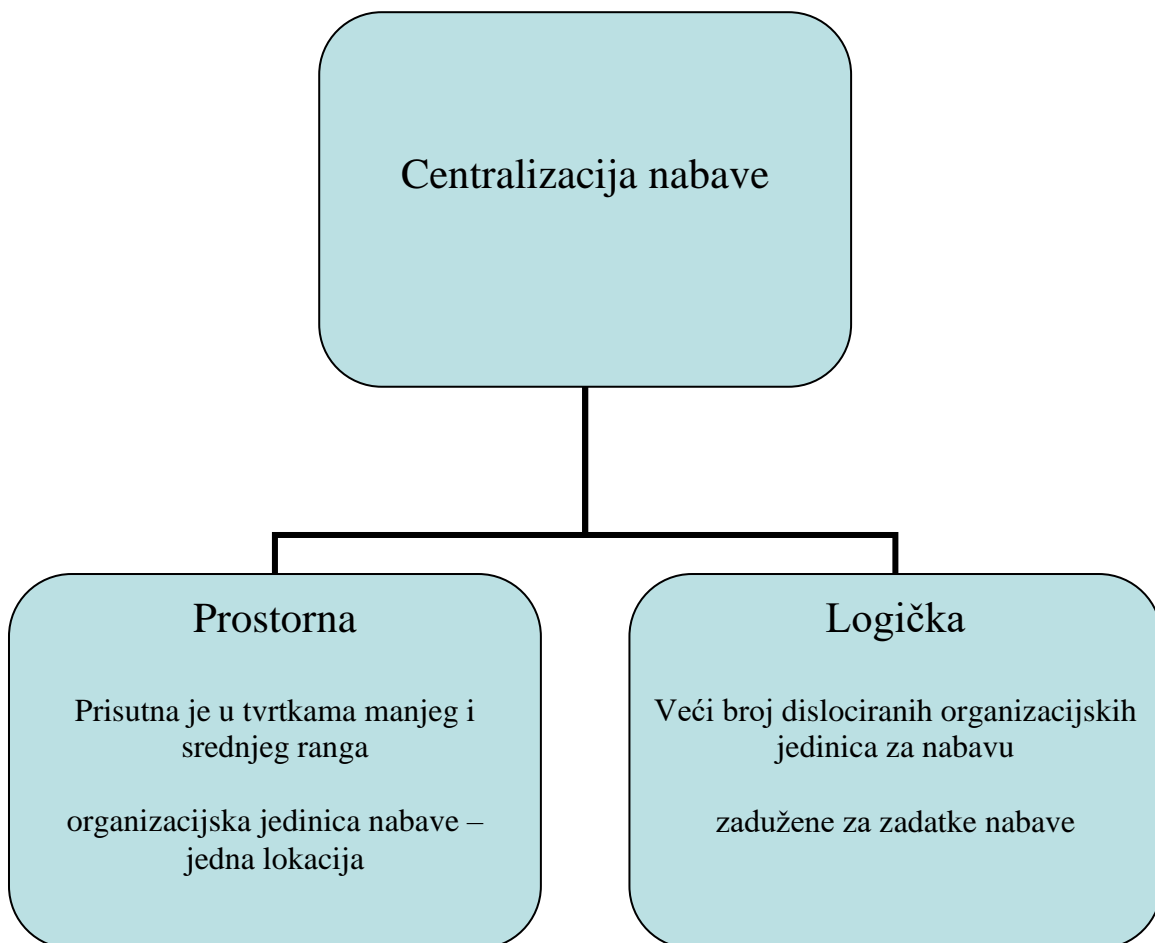 Centralizacija nabave
Prostorna
Prisutna je u tvrtkama manjeg i
srednjeg ranga
organizacijska jedinica nabave –
jedna lokacija
Logička
Veći broj dislociranih organizacijskih
jedinica za nabavu
zadužene za zadatke nabave